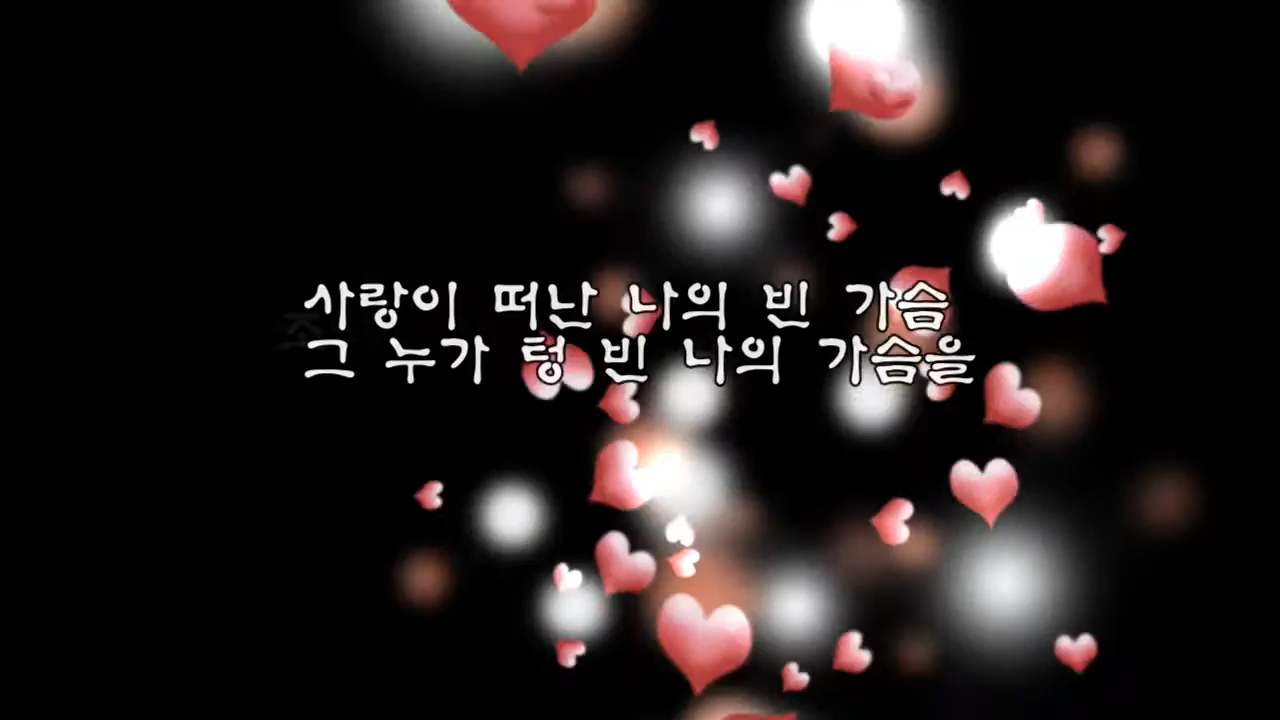 사랑이 떠난 나의 빈 가슴
그 누가 텅 빈 나의 가슴을